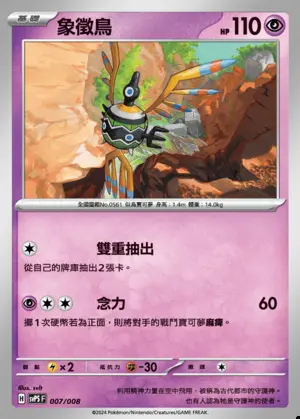 基礎 象徵鳥 HP 110
全國圖鑑No.0561 似鳥寶可夢 身高：1.4m 體重：14.0kg
雙重抽出
從自己的牌庫抽出2張卡。
念力 60
擲1次硬幣若為正面，則將對手的戰鬥寶可夢麻痺。
弱點 ×2 抵抗力 -30 撤退
H 007/008
利用精神力量在空中飛翔，被稱為古代都市的守護神，
也有人認為牠是守護神的使者。
©2024 Pokémon/Nintendo/Creatures/GAME FREAK.